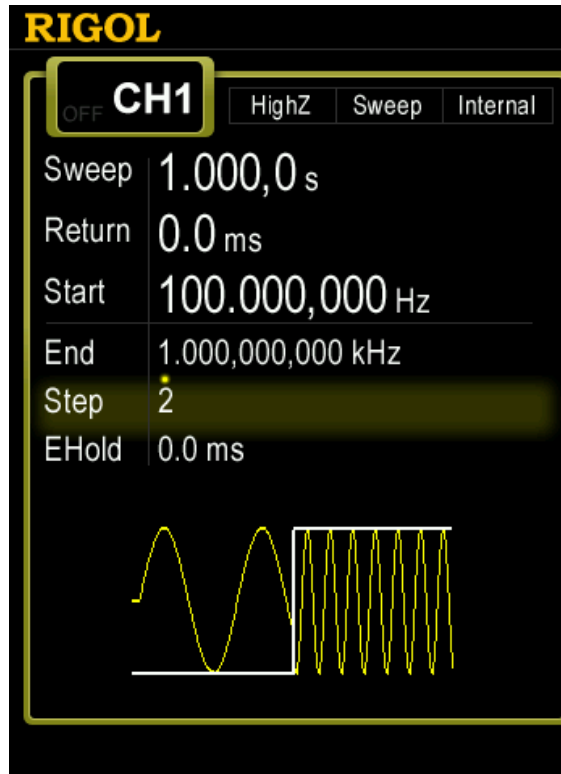 RIGOL
OFF CH1 HighZ Sweep Internal
Sweep 1.000,0 s
Return 0.0 ms
Start 100.000,000 Hz
End 1.000,000,000 kHz
Step 2
EHold 0.0 ms